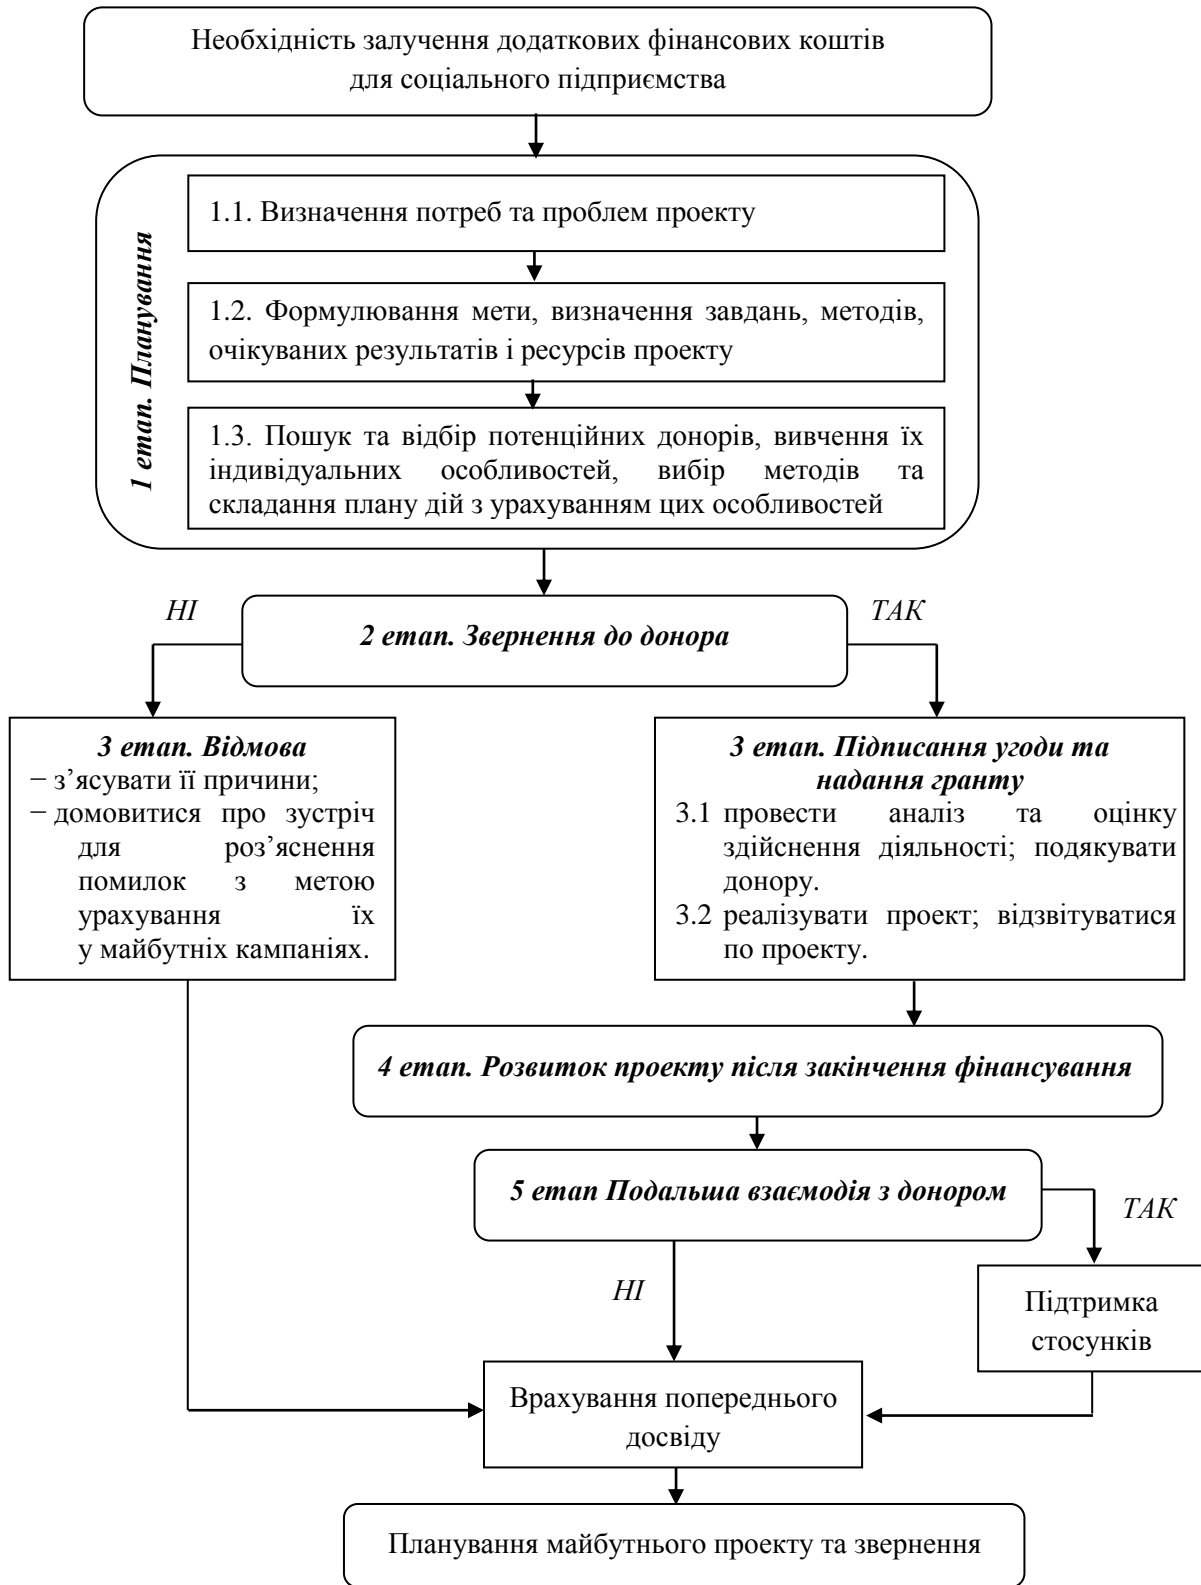 Необхідність залучення додаткових фінансових коштів
для соціального підприємства
1 етап. Планування
1.1. Визначення потреб та проблем проекту
1.2. Формулювання мети, визначення завдань, методів,
очікуваних результатів і ресурсів проекту
1.3. Пошук та відбір потенційних донорів, вивчення їх
індивідуальних особливостей, вибір методів та
складання плану дій з урахуванням цих особливостей
НІ
2 етап. Звернення до донора
ТАК
3 етап. Відмова
− з’ясувати її причини;
− домовитися про зустріч
для роз’яснення
помилок з метою
урахування їх
у майбутніх кампаніях.
3 етап. Підписання угоди та
надання гранту
3.1 провести аналіз та оцінку
здійснення діяльності; подякувати
донору.
3.2 реалізувати проект; відзвітуватися
по проекту.
4 етап. Розвиток проекту після закінчення фінансування
5 етап Подальша взаємодія з донором
ТАК
НІ
Підтримка
стосунків
Врахування попереднього
досвіду
Планування майбутнього проекту та звернення